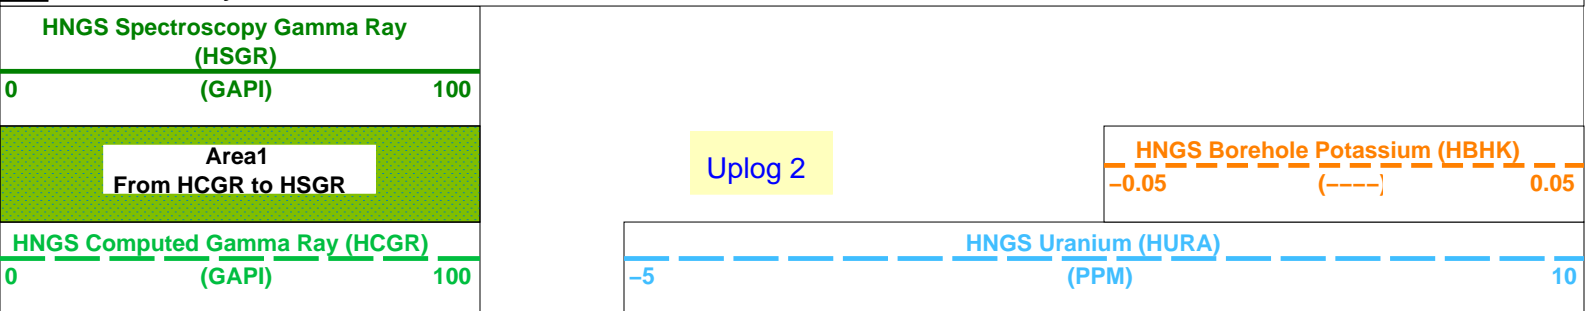 HNGS Spectroscopy Gamma Ray
(HSGR)
0 (GAPI) 100
Area1
From HCGR to HSGR
Uplog 2
HNGS Borehole Potassium (HBHK)
−0.05 (−−−−) 0.05
HNGS Computed Gamma Ray (HCGR)
0 (GAPI) 100
HNGS Uranium (HURA)
−5 (PPM) 10